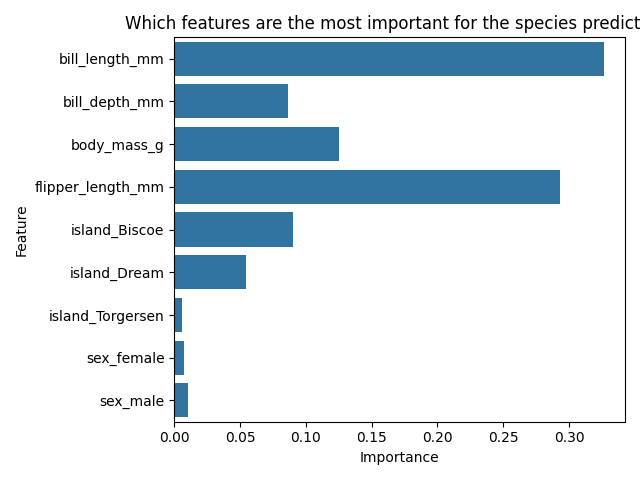 Which features are the most important for the species predict
bill_length_mm
bill_depth_mm
body_mass_g
flipper_length_mm
island_Biscoe
island_Dream
island_Torgersen
sex_female
sex_male
Feature
0.00 0.05 0.10 0.15 0.20 0.25 0.30
Importance